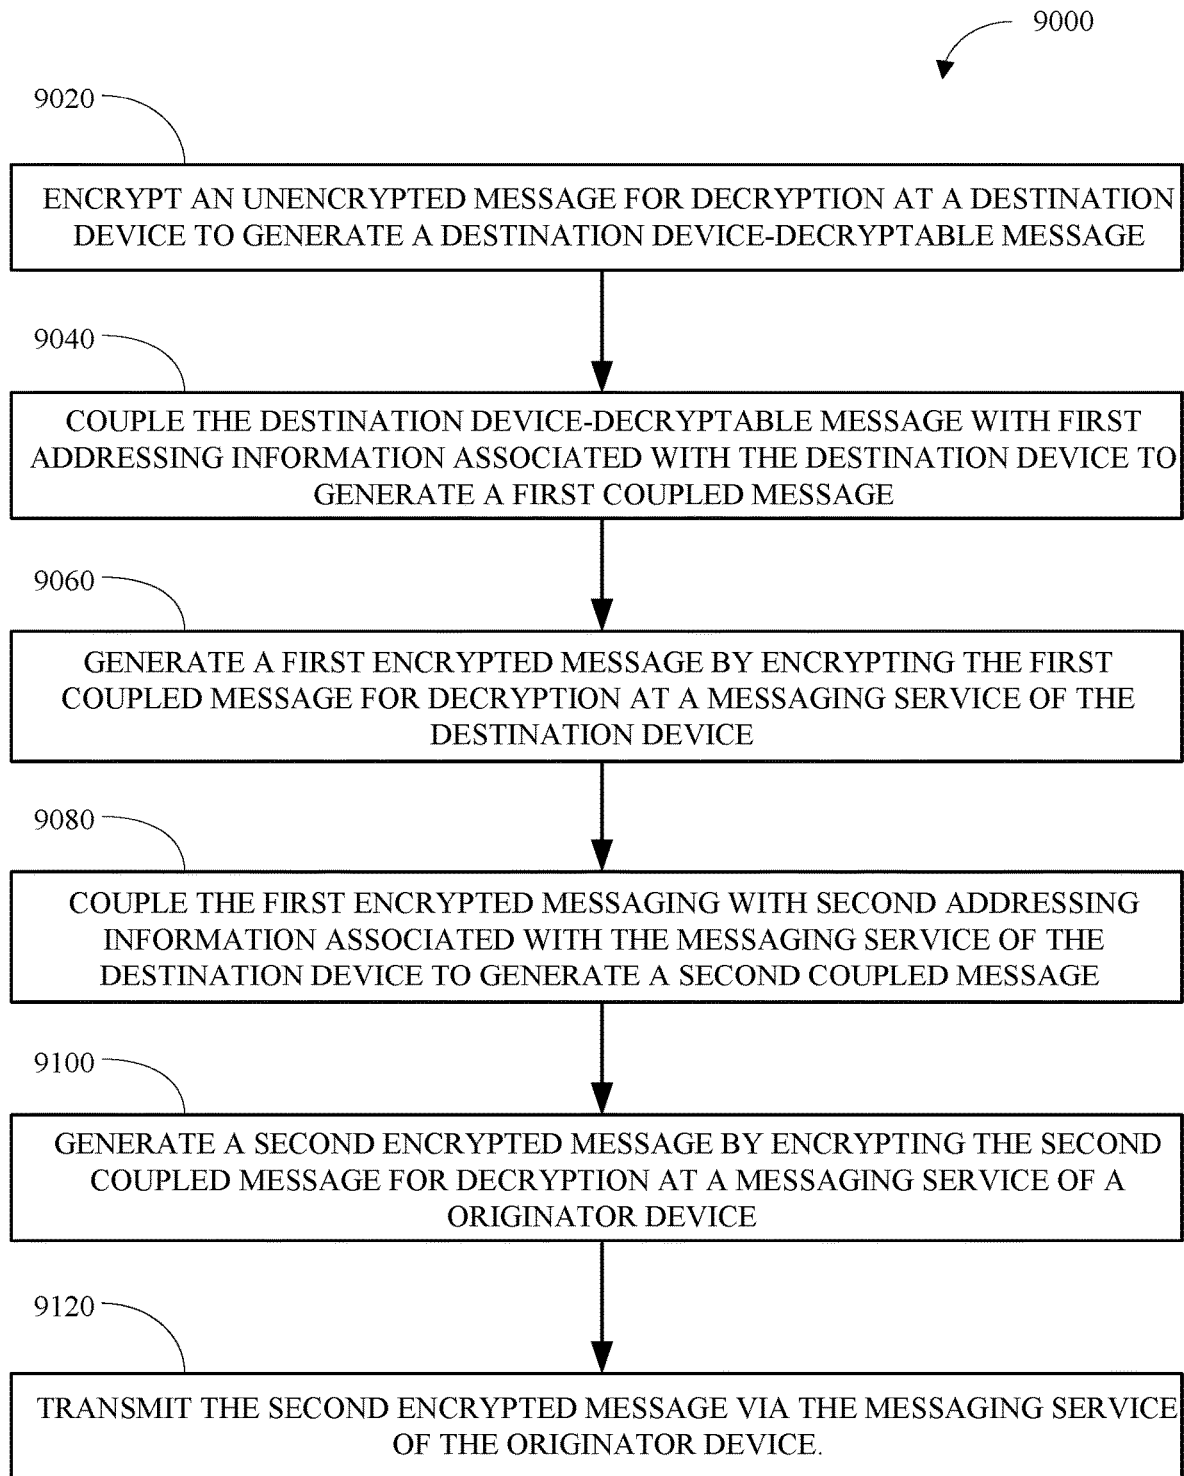 9000
9020
ENCRYPT AN UNENCRYPTED MESSAGE FOR DECRYPTION AT A DESTINATION
DEVICE TO GENERATE A DESTINATION DEVICE-DECRYPTABLE MESSAGE
9040
COUPLE THE DESTINATION DEVICE-DECRYPTABLE MESSAGE WITH FIRST
ADDRESSING INFORMATION ASSOCIATED WITH THE DESTINATION DEVICE TO
GENERATE A FIRST COUPLED MESSAGE
9060
GENERATE A FIRST ENCRYPTED MESSAGE BY ENCRYPTING THE FIRST
COUPLED MESSAGE FOR DECRYPTION AT A MESSAGING SERVICE OF THE
DESTINATION DEVICE
9080
COUPLE THE FIRST ENCRYPTED MESSAGING WITH SECOND ADDRESSING
INFORMATION ASSOCIATED WITH THE MESSAGING SERVICE OF THE
DESTINATION DEVICE TO GENERATE A SECOND COUPLED MESSAGE
9100
GENERATE A SECOND ENCRYPTED MESSAGE BY ENCRYPTING THE SECOND
COUPLED MESSAGE FOR DECRYPTION AT A MESSAGING SERVICE OF A
ORIGINATOR DEVICE
9120
TRANSMIT THE SECOND ENCRYPTED MESSAGE VIA THE MESSAGING SERVICE
OF THE ORIGINATOR DEVICE.